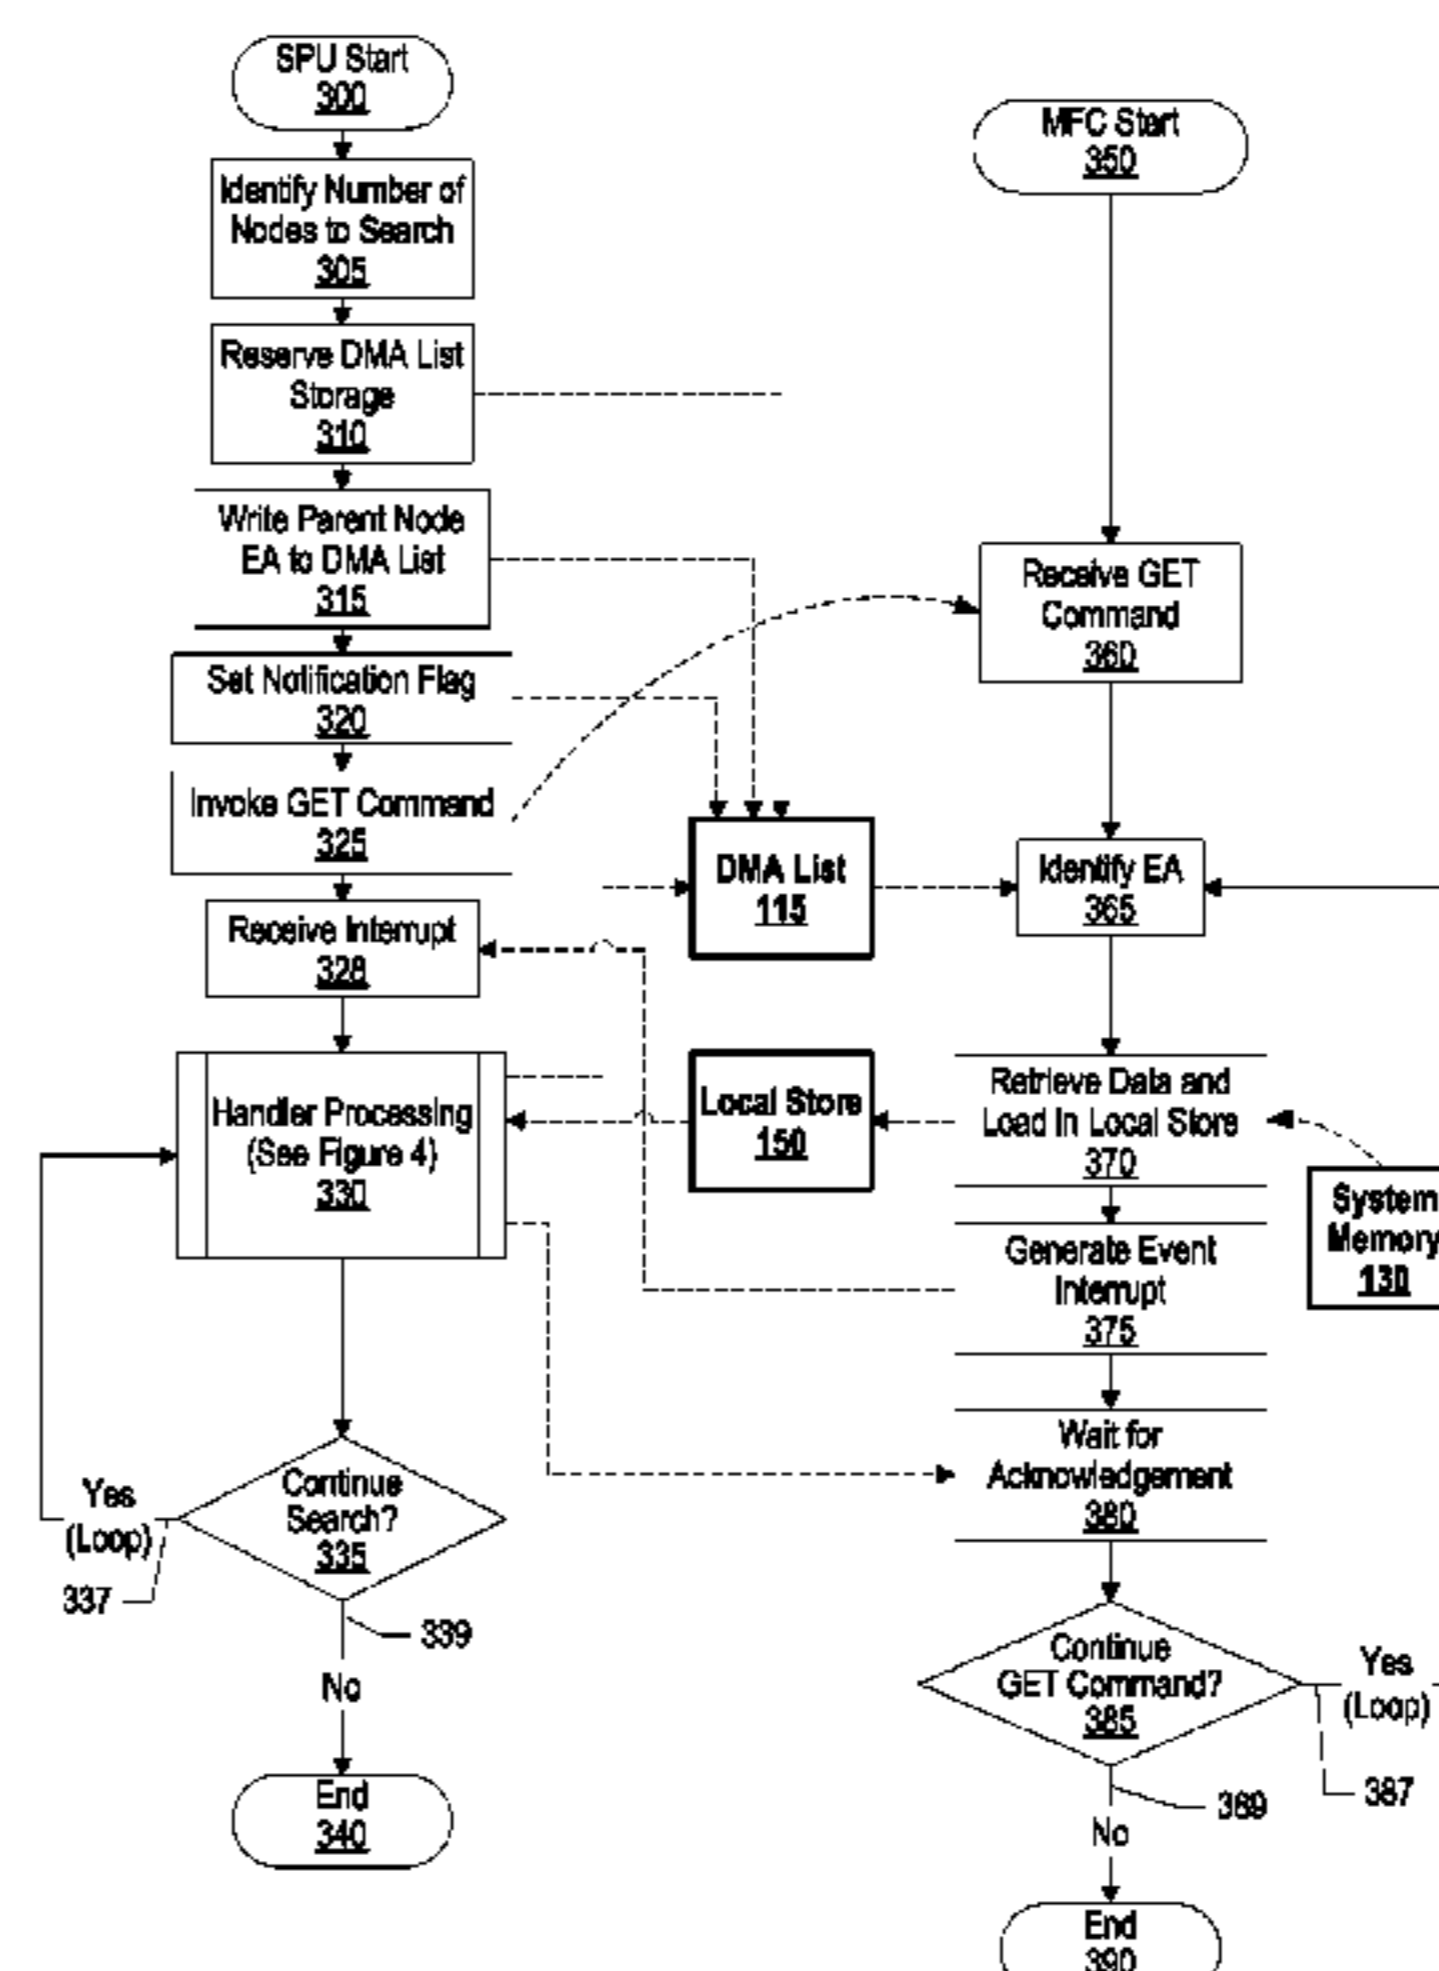 SPU Start
300
Identify Number of
Nodes to Search
305
Reserve DMA List
Storage
310
Write Parent Node
EA to DMA List
315
Set Notification Flag
320
Invoke GET Command
325
Receive Interrupt
328
Handler Processing
(See Figure 4)
330
Continue
Search?
335
Yes
(Loop)
337
339
No
End
340
DMA List
115
Local Store
150
MFC Start
350
Receive GET
Command
360
Identify EA
365
Retrieve Data and
Load in Local Store
370
System
Memory
130
Generate Event
Interrupt
375
Wait for
Acknowledgement
380
Continue
GET Command?
385
Yes
(Loop)
387
389
No
End
390